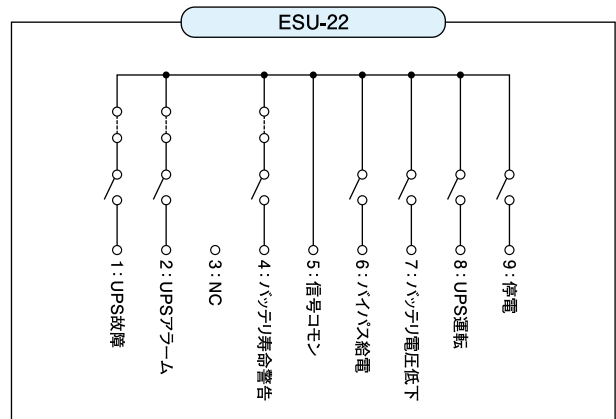 ESU-22
1：UPS故障
2：UPSアラーム
3：NC
4：バッテリ寿命警告
5：信号コモン
6：バイパス給電
7：バッテリ電圧低下
8：UPS運転
9：停電